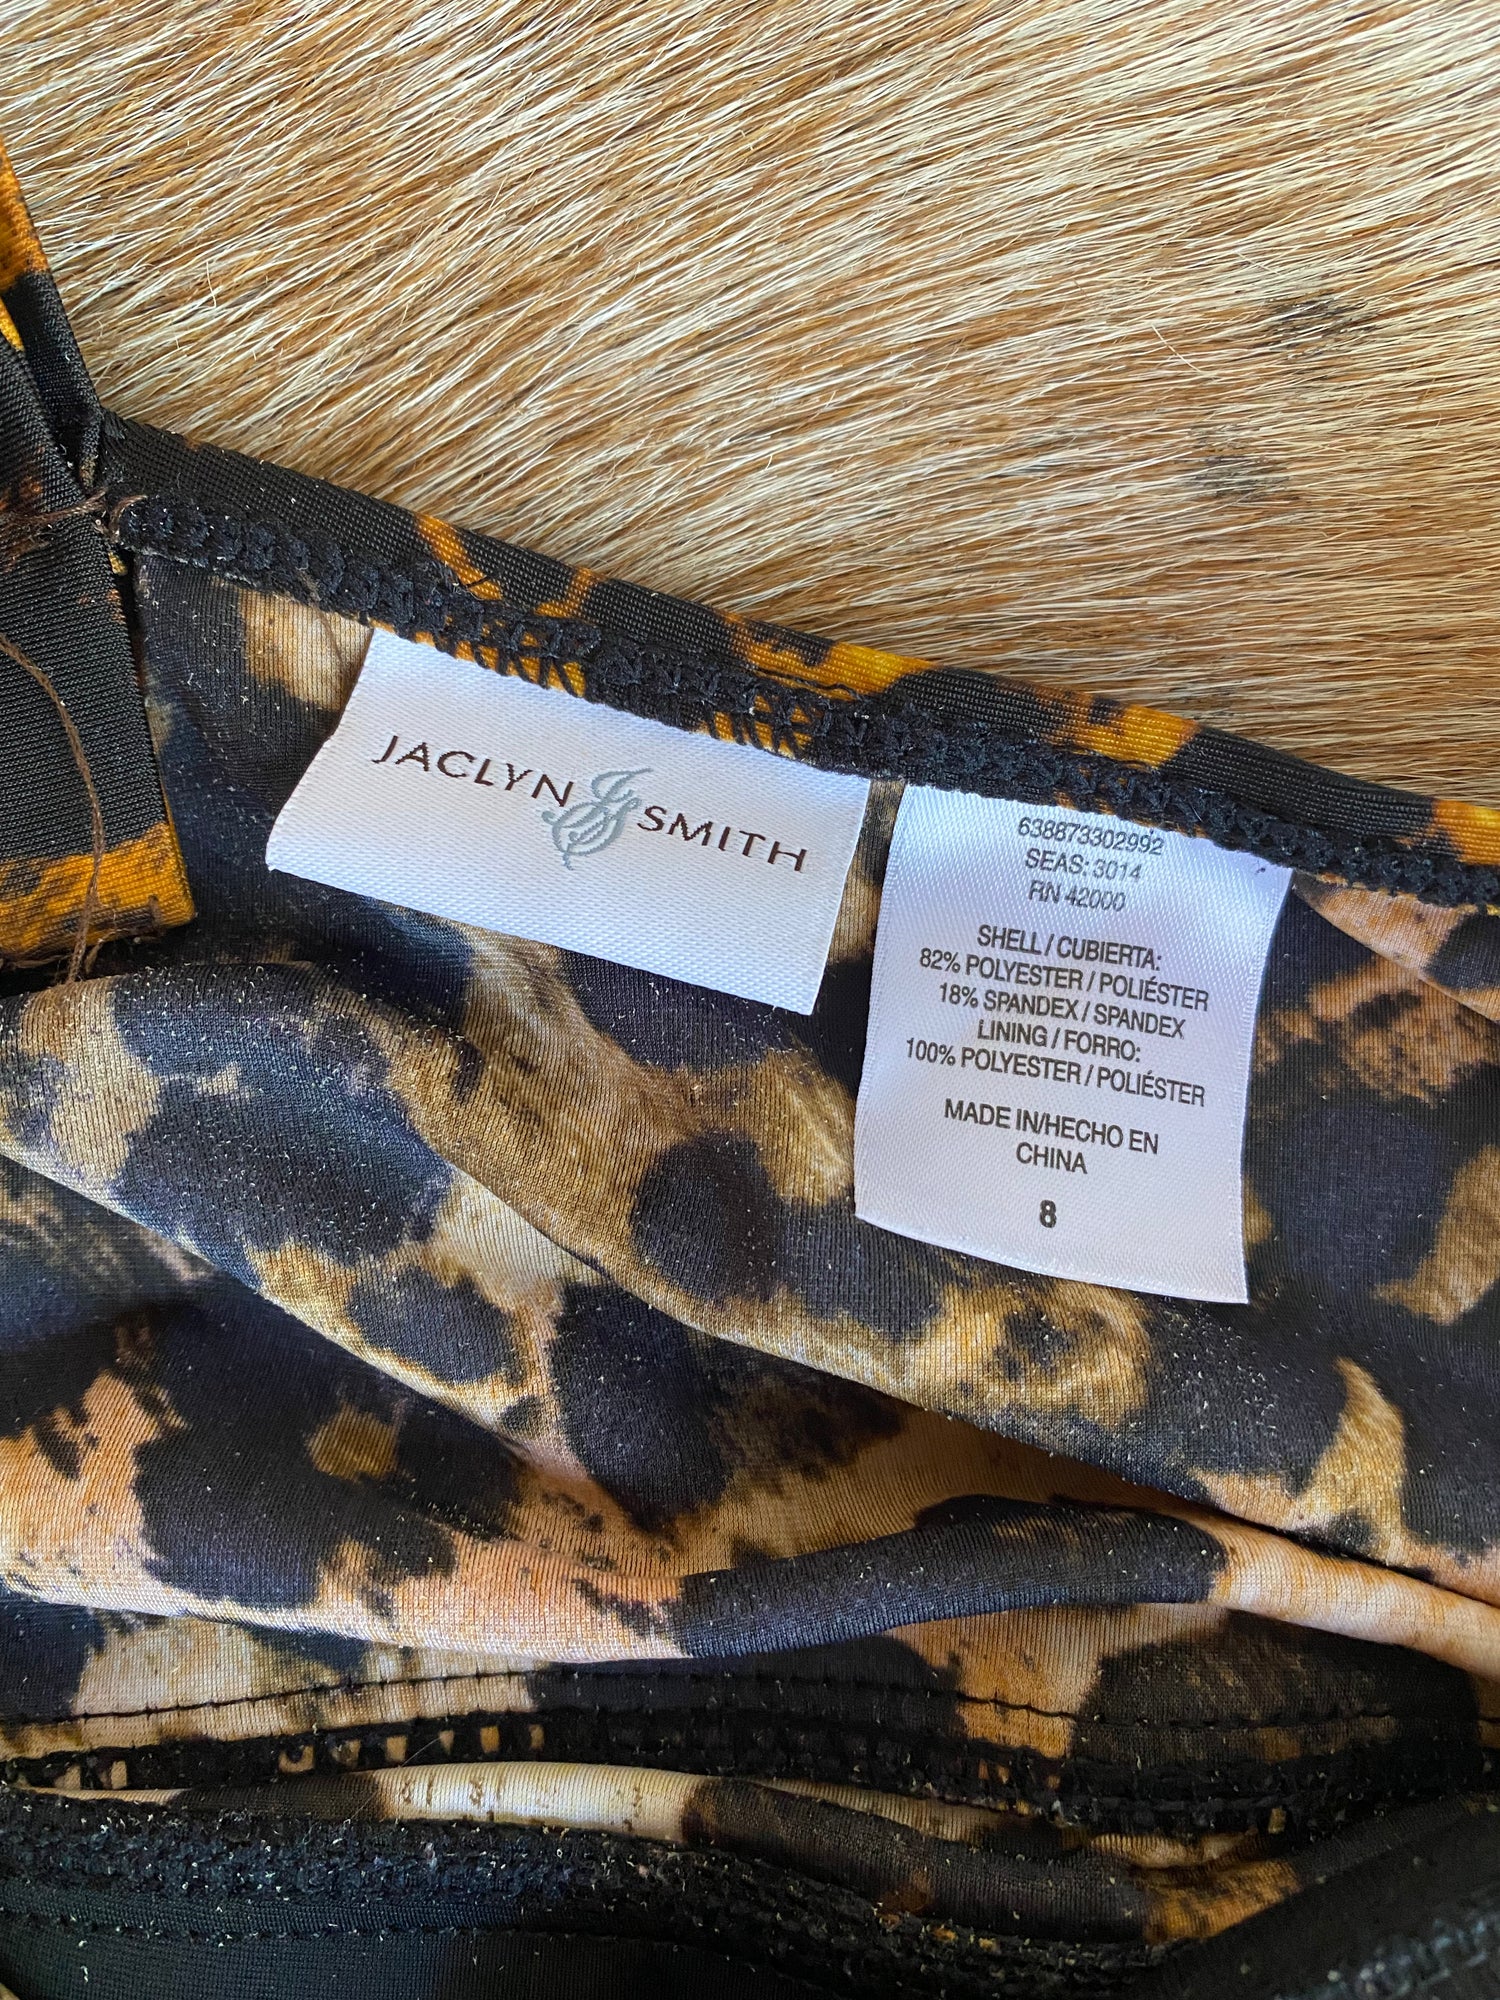 JACLYN JS SMITH
638873302992
SEAS: 3014
RN 42000
SHELL / CUBIERTA:
82% POLYESTER / POLIÉSTER
18% SPANDEX / SPANDEX
LINING / FORRO:
100% POLYESTER / POLIÉSTER
MADE IN/HECHO EN
CHINA
8